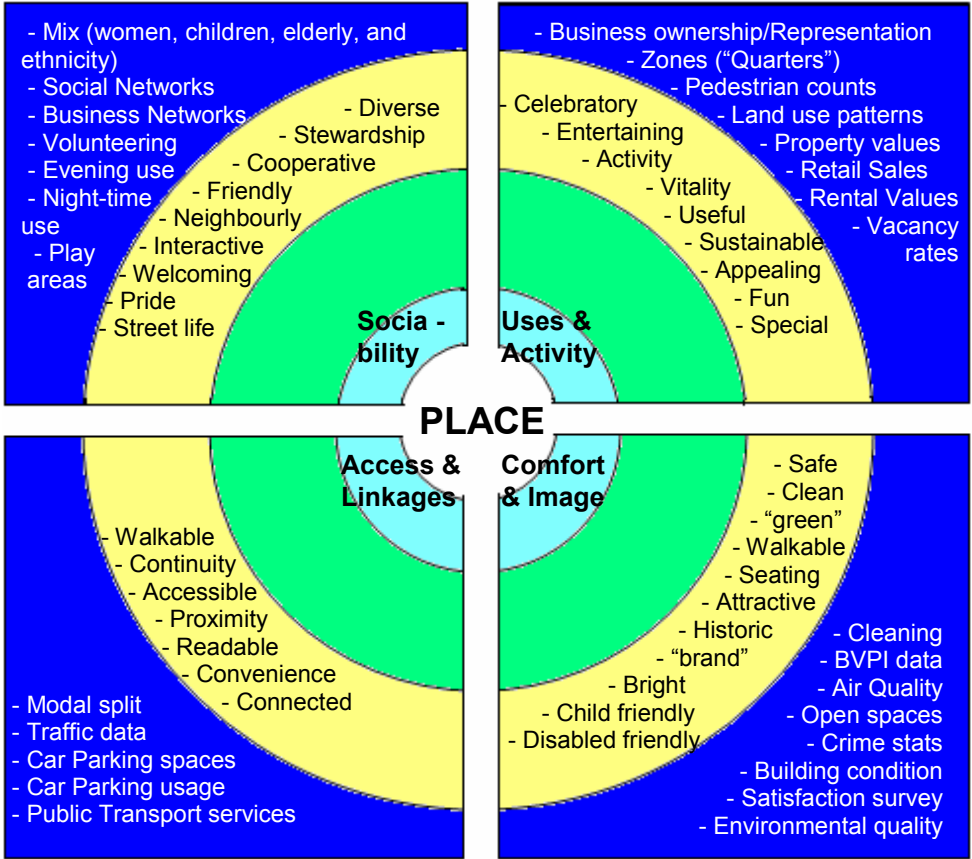 - Mix (women, children, elderly, and
ethnicity)
- Social Networks
- Business Networks
- Volunteering
- Evening use
- Night-time
use
- Play
areas
- Diverse
- Stewardship
- Cooperative
- Friendly
- Neighbourly
- Interactive
- Welcoming
- Pride
- Street life
Socia -
bility
- Business ownership/Representation
- Zones (“Quarters”)
- Pedestrian counts
- Land use patterns
- Property values
- Retail Sales
- Rental Values
- Vacancy
rates
- Celebratory
- Entertaining
- Activity
- Vitality
- Useful
- Sustainable
- Appealing
- Fun
- Special
Uses &
Activity
PLACE
Access &
Linkages
- Walkable
- Continuity
- Accessible
- Proximity
- Readable
- Convenience
- Connected
- Modal split
- Traffic data
- Car Parking spaces
- Car Parking usage
- Public Transport services
Comfort
& Image
- Safe
- Clean
- “green”
- Walkable
- Seating
- Attractive
- Historic
- “brand”
- Bright
- Child friendly
- Disabled friendly
- Cleaning
- BVPI data
- Air Quality
- Open spaces
- Crime stats
- Building condition
- Satisfaction survey
- Environmental quality